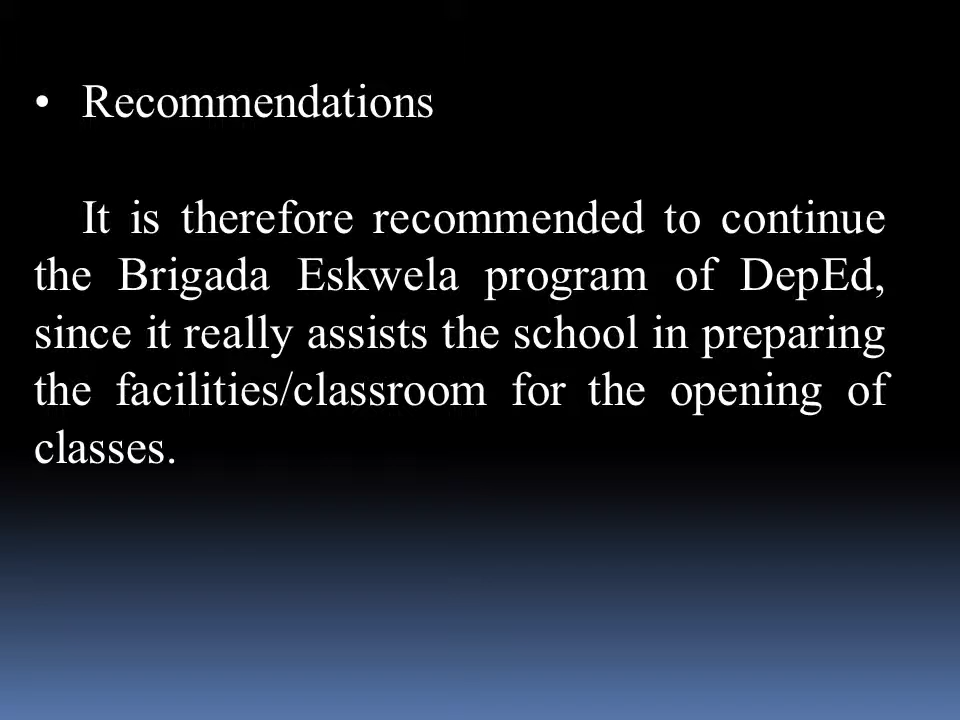 • Recommendations
It is therefore recommended to continue
the Brigada Eskwela program of DepEd,
since it really assists the school in preparing
the facilities/classroom for the opening of
classes.